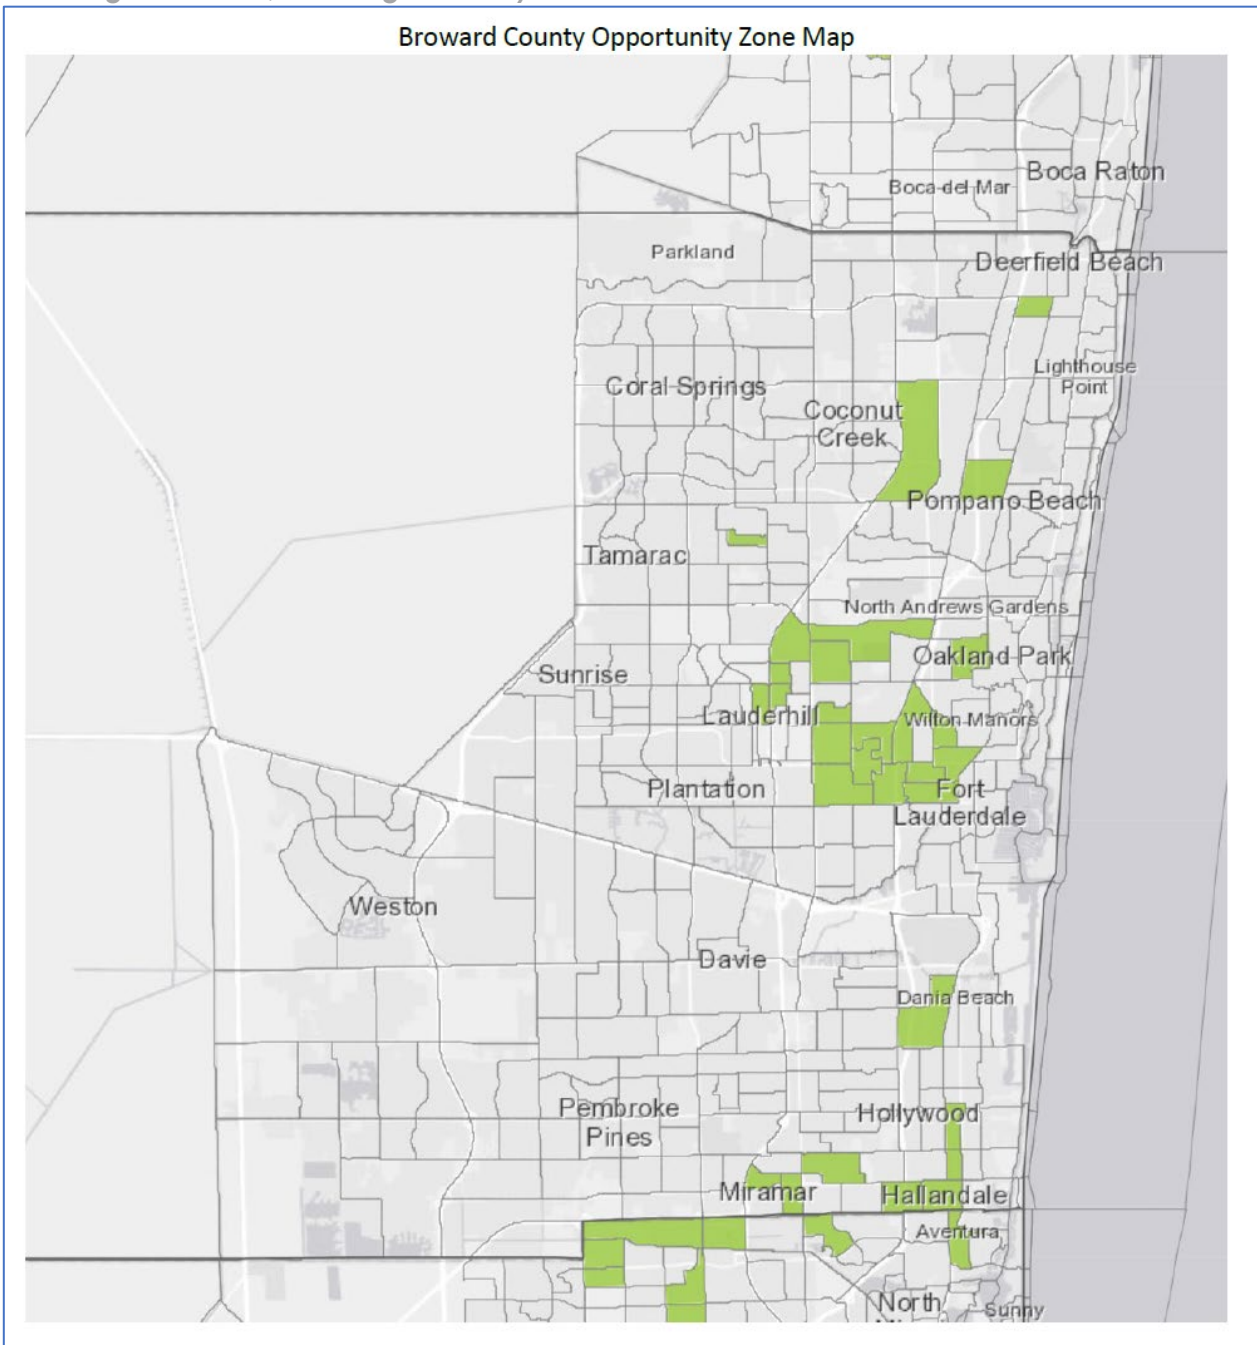 Broward County Opportunity Zone Map
Boca Raton
Boca del Mar
Parkland
Deerfield Beach
Lighthouse
Point
Coral Springs
Coconut
Creek
Pompano Beach
Tamarac
North Andrews Gardens
Oakland Park
Sunrise
Lauderhill
Wilton Manors
Plantation
Fort
Lauderdale
Weston
Davie
Dania Beach
Pembroke
Pines
Hollywood
Miramar
Hallandale
Aventura
North
Sunny